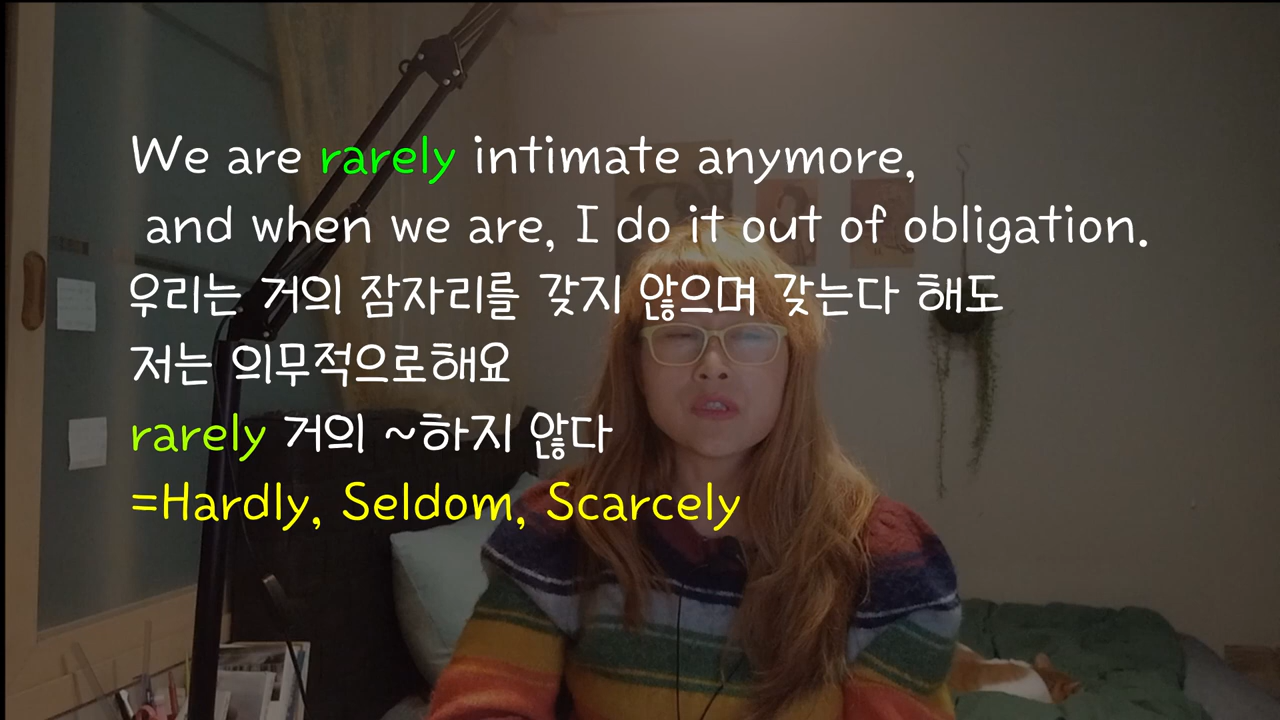 We are rarely intimate anymore,
and when we are, I do it out of obligation.
우리는 거의 잠자리를 갖지 않으며 갖는다 해도
저는 의무적으로해요
rarely 거의 ~하지 않다
=Hardly, Seldom, Scarcely